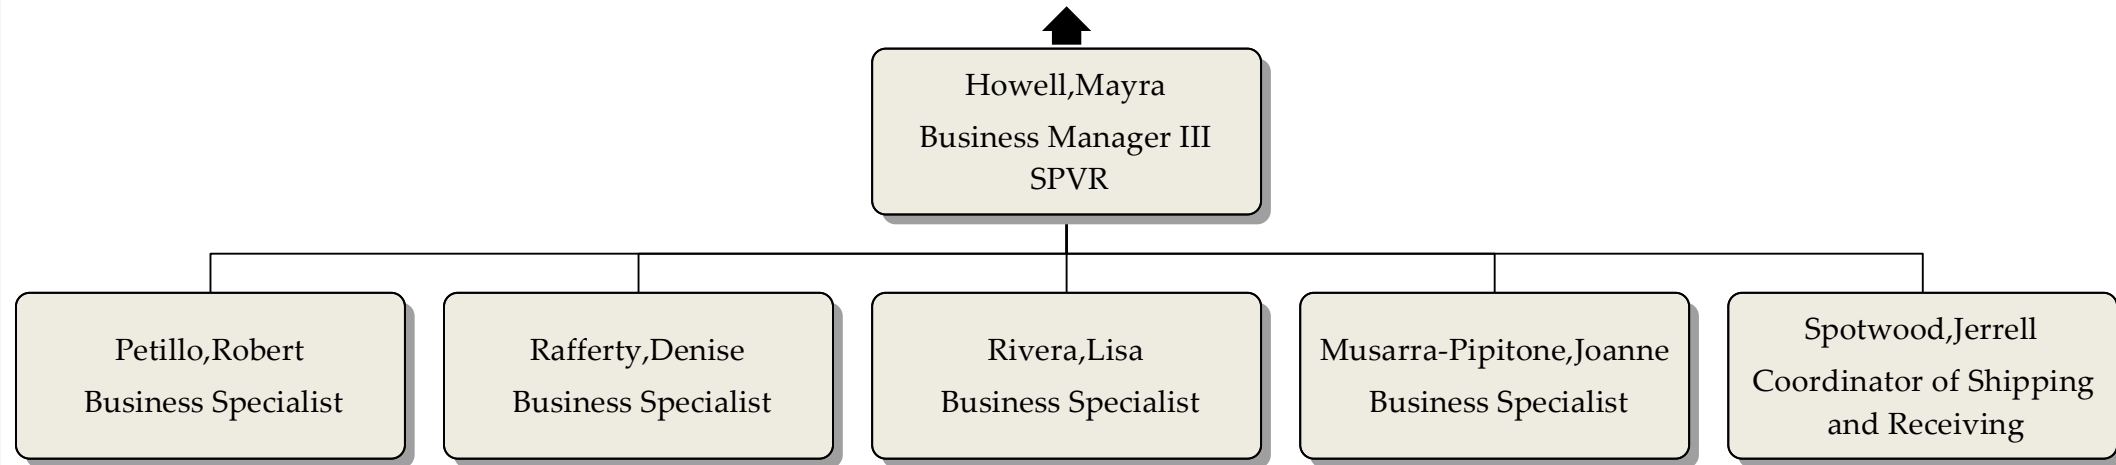 Howell,Mayra
Business Manager III
SPVR
Petillo,Robert
Business Specialist
Rafferty,Denise
Business Specialist
Rivera,Lisa
Business Specialist
Musarra-Pipitone,Joanne
Business Specialist
Spotwood,Jerrell
Coordinator of Shipping
and Receiving